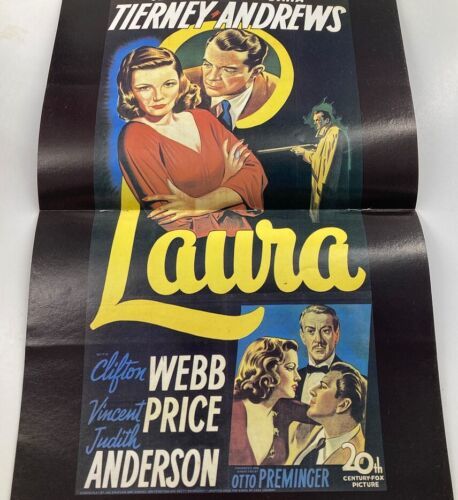 TIERNEY ANDREWS
Laura
WITH
Clifton WEBB
Vincent PRICE
Judith
ANDERSON
OTTO PREMINGER
20th
CENTURY-FOX
PICTURE